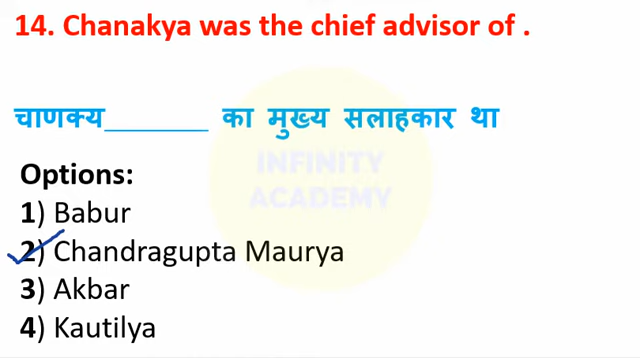 14. Chanakya was the chief advisor of .
चाणक्य________ का मुख्य सलाहकार था
INFINITY
ACADEMY
Options:
1) Babur
2) Chandragupta Maurya
3) Akbar
4) Kautilya